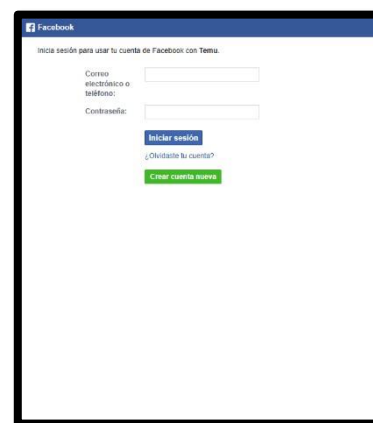 Facebook
Inicia sesión para usar tu cuenta de Facebook con Temu.
Correo
electrónico o
teléfono:
Contraseña:
Iniciar sesión
¿Olvidaste tu cuenta?
Crear cuenta nueva